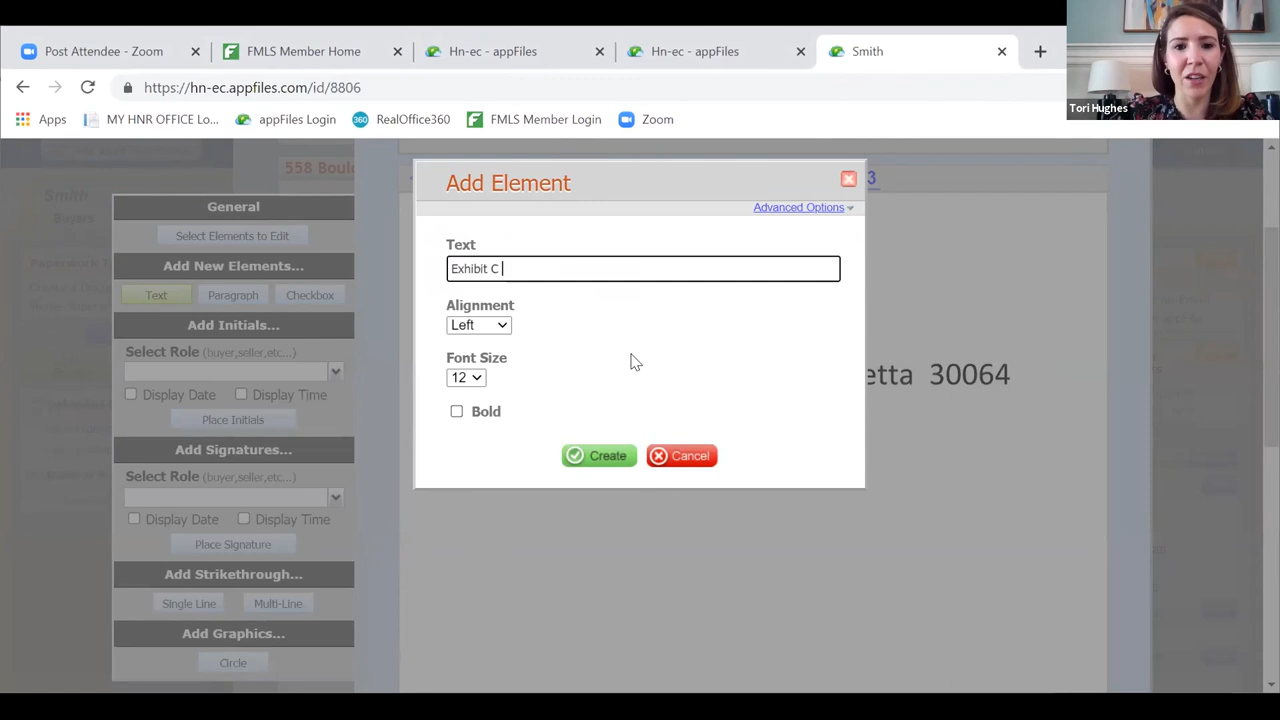 Post Attendee - Zoom
FMLS Member Home
Hn-ec - appFiles
Hn-ec - appFiles
Smith
https://hn-ec.appfiles.com/id/8806
Tori Hughes
Apps
MY HNR OFFICE Lo...
appFiles Login
RealOffice360
FMLS Member Login
Zoom
558 Boule
Smith
Buyers
General
Select Elements to Edit
Add New Elements...
Text
Paragraph
Checkbox
Add Initials...
Select Role (buyer,seller,etc...)
Display Date
Display Time
Place Initials
Add Signatures...
Select Role (buyer,seller,etc...)
Display Date
Display Time
Place Signature
Add Strikethrough...
Single Line
Multi-Line
Add Graphics...
Circle
Add Element
Advanced Options
Text
Exhibit C
Alignment
Left
Font Size
12
Bold
Create
Cancel
3
etta 30064